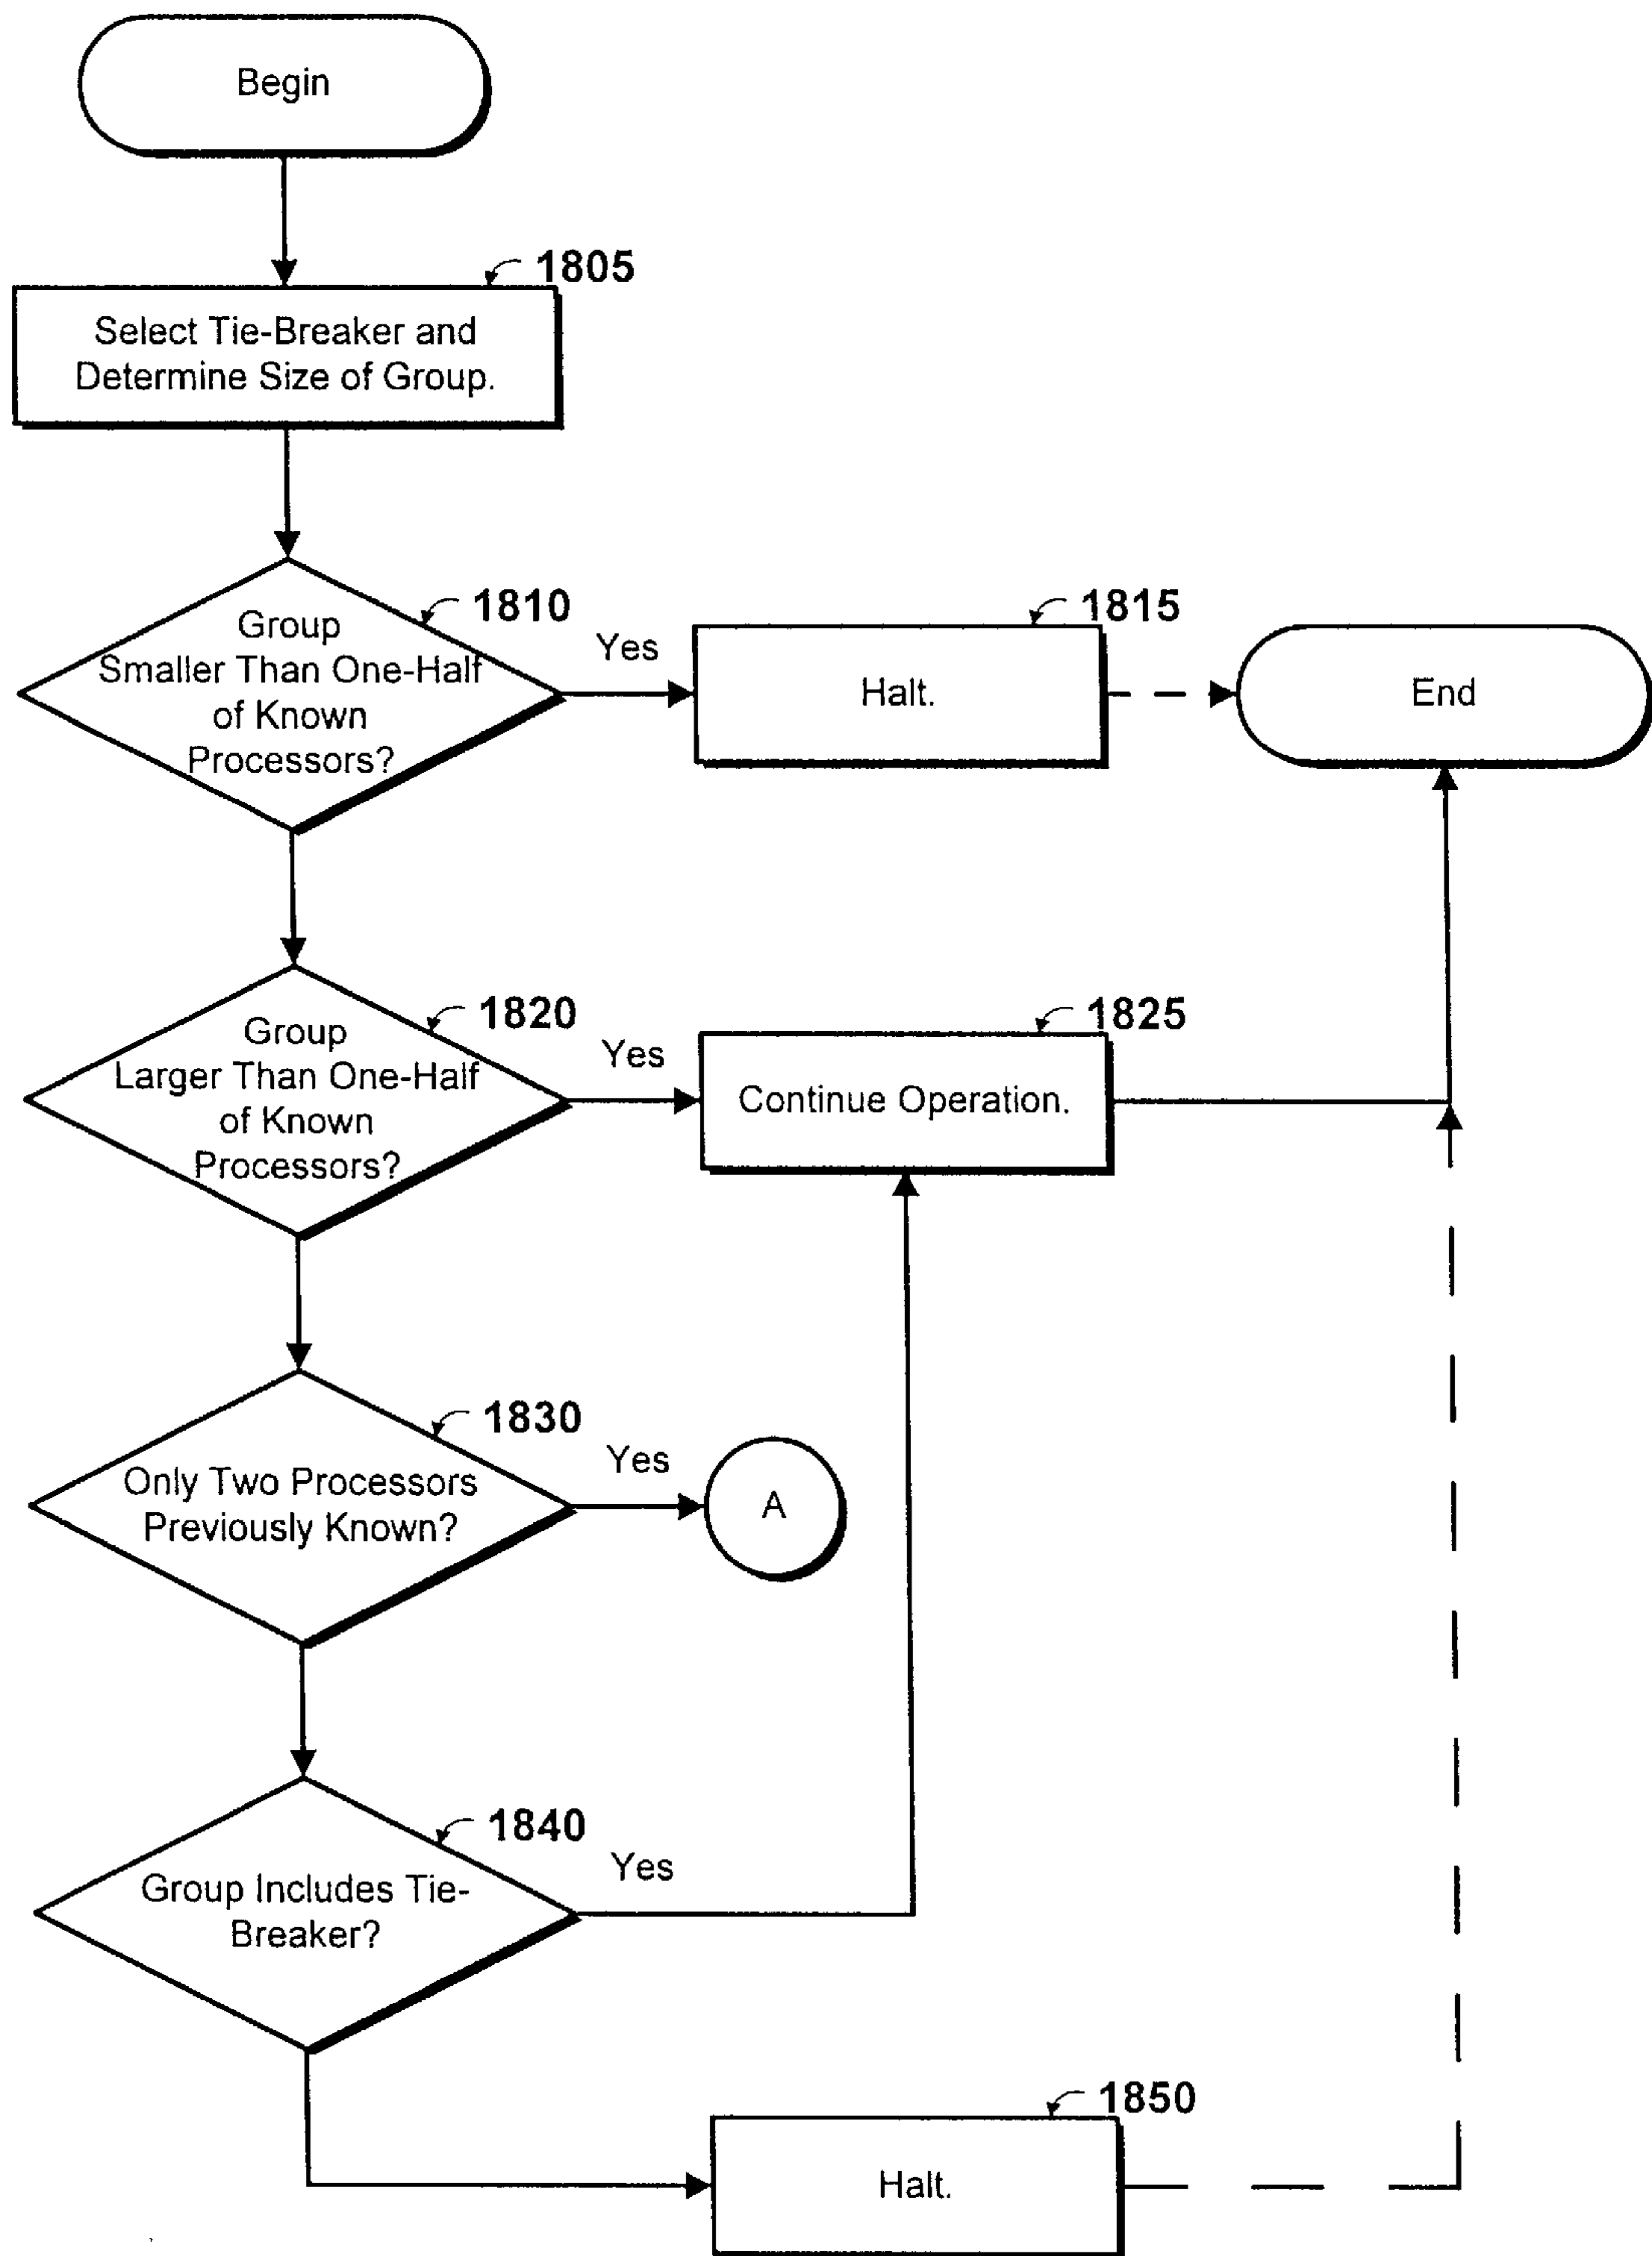 Begin
1805
Select Tie-Breaker and
Determine Size of Group.
1810
Group
Smaller Than One-Half
of Known
Processors?
Yes
1815
Halt.
End
1820
Group
Larger Than One-Half
of Known
Processors?
Yes
1825
Continue Operation.
1830
Only Two Processors
Previously Known?
Yes
A
1840
Group Includes Tie-
Breaker?
Yes
1850
Halt.